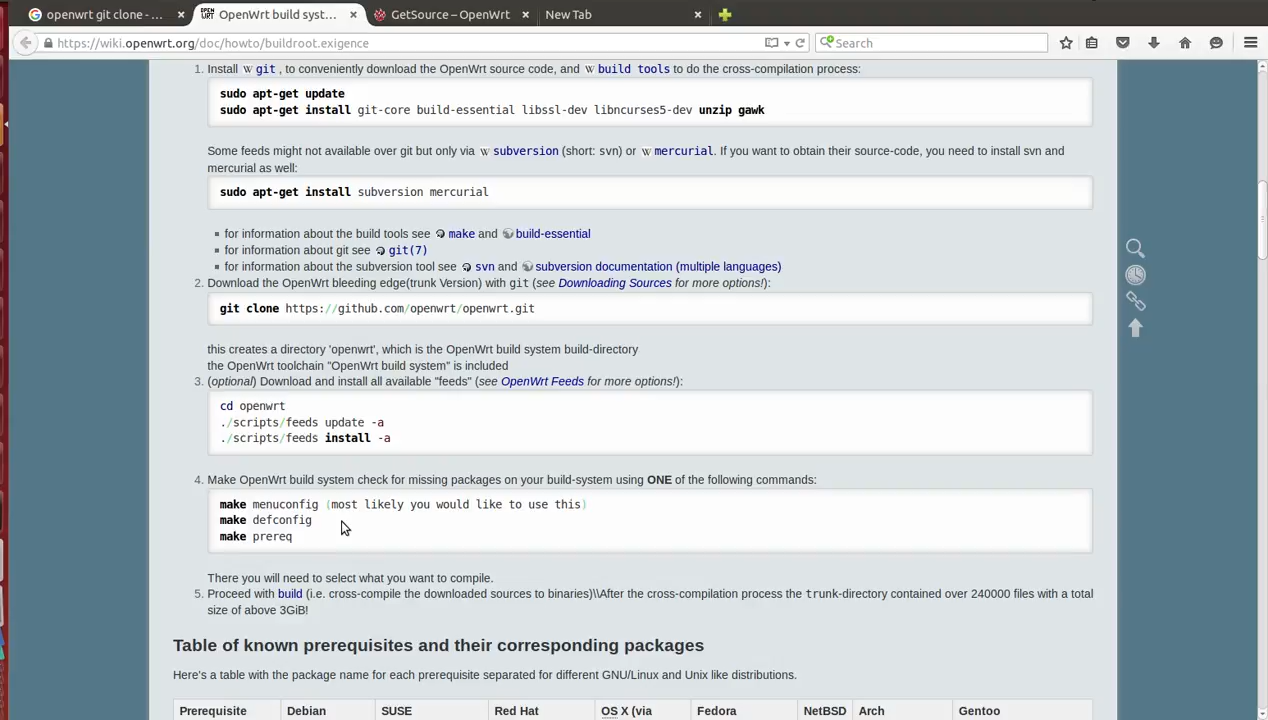 openwrt git clone - ...
OpenWrt build syst...
GetSource – OpenWrt
New Tab
https://wiki.openwrt.org/doc/howto/buildroot.exigence
Search
1. Install git , to conveniently download the OpenWrt source code, and build tools to do the cross-compilation process:
sudo apt-get update
sudo apt-get install git-core build-essential libssl-dev libncurses5-dev unzip gawk
Some feeds might not available over git but only via subversion (short: svn) or mercurial. If you want to obtain their source-code, you need to install svn and
mercurial as well:
sudo apt-get install subversion mercurial
for information about the build tools see make and build-essential
for information about git see git(7)
for information about the subversion tool see svn and subversion documentation (multiple languages)
2. Download the OpenWrt bleeding edge(trunk Version) with git (see Downloading Sources for more options!):
git clone https://github.com/openwrt/openwrt.git
this creates a directory 'openwrt', which is the OpenWrt build system build-directory
the OpenWrt toolchain "OpenWrt build system" is included
3. (optional) Download and install all available "feeds" (see OpenWrt Feeds for more options!):
cd openwrt
./scripts/feeds update -a
./scripts/feeds install -a
4. Make OpenWrt build system check for missing packages on your build-system using ONE of the following commands:
make menuconfig (most likely you would like to use this)
make defconfig
make prereq
There you will need to select what you want to compile.
5. Proceed with build (i.e. cross-compile the downloaded sources to binaries)\\After the cross-compilation process the trunk-directory contained over 240000 files with a total
size of above 3GiB!
Table of known prerequisites and their corresponding packages
Here's a table with the package name for each prerequisite separated for different GNU/Linux and Unix like distributions.
Prerequisite Debian SUSE Red Hat OS X (via Fedora NetBSD Arch Gentoo